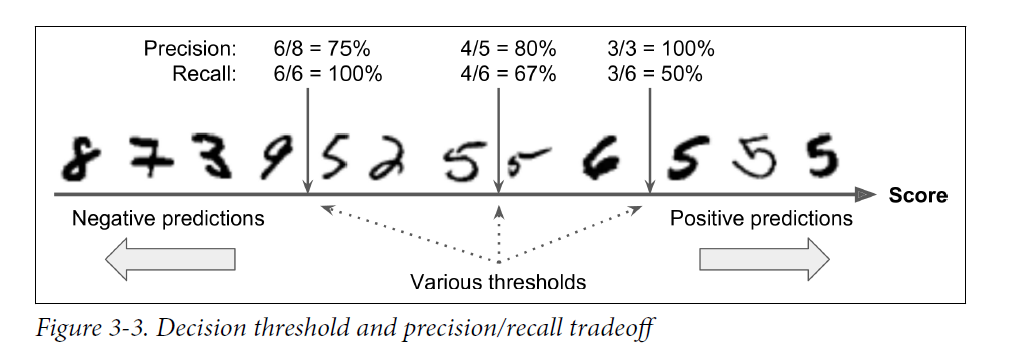 Precision: 6/8 = 75% 4/5 = 80% 3/3 = 100%
Recall: 6/6 = 100% 4/6 = 67% 3/6 = 50%
8 7 3 9 5 2 5 5 6 5 5 5
Score
Negative predictions Positive predictions
Various thresholds
Figure 3-3. Decision threshold and precision/recall tradeoff